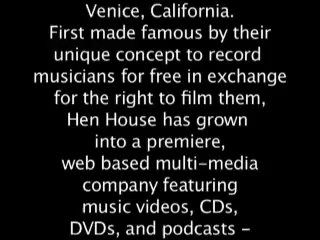 Venice, California.
First made famous by their
unique concept to record
musicians for free in exchange
for the right to film them,
Hen House has grown
into a premiere,
web based multi-media
company featuring
music videos, CDs,
DVDs, and podcasts -